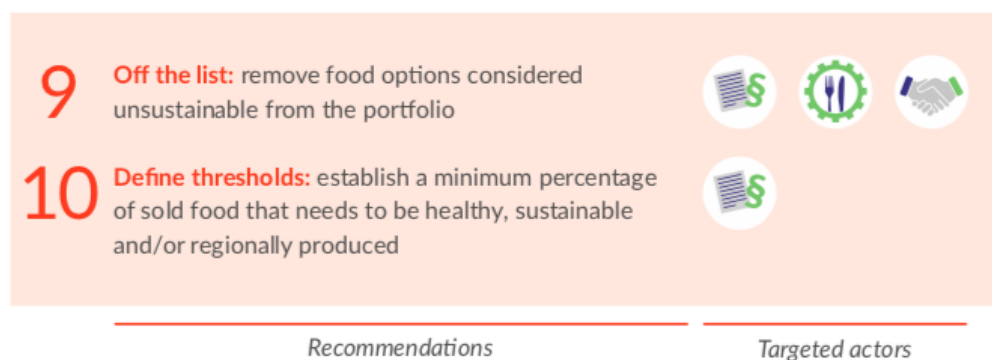 9
Off the list: remove food options considered
unsustainable from the portfolio
§
10
Define thresholds: establish a minimum percentage
of sold food that needs to be healthy, sustainable
and/or regionally produced
§
Recommendations
Targeted actors